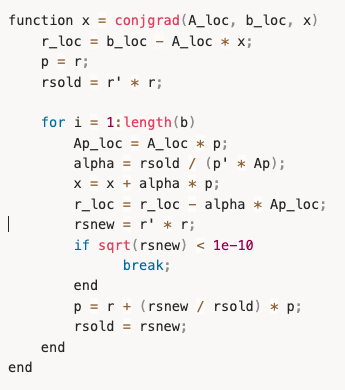 function x = conjgrad(A_loc, b_loc, x)
    r_loc = b_loc - A_loc * x;
    p = r;
    rsold = r' * r;

    for i = 1:length(b)
        Ap_loc = A_loc * p;
        alpha = rsold / (p' * Ap);
        x = x + alpha * p;
        r_loc = r_loc - alpha * Ap_loc;
        rsnew = r' * r;
        if sqrt(rsnew) < 1e-10
              break;
        end
        p = r + (rsnew / rsold) * p;
        rsold = rsnew;
    end
end